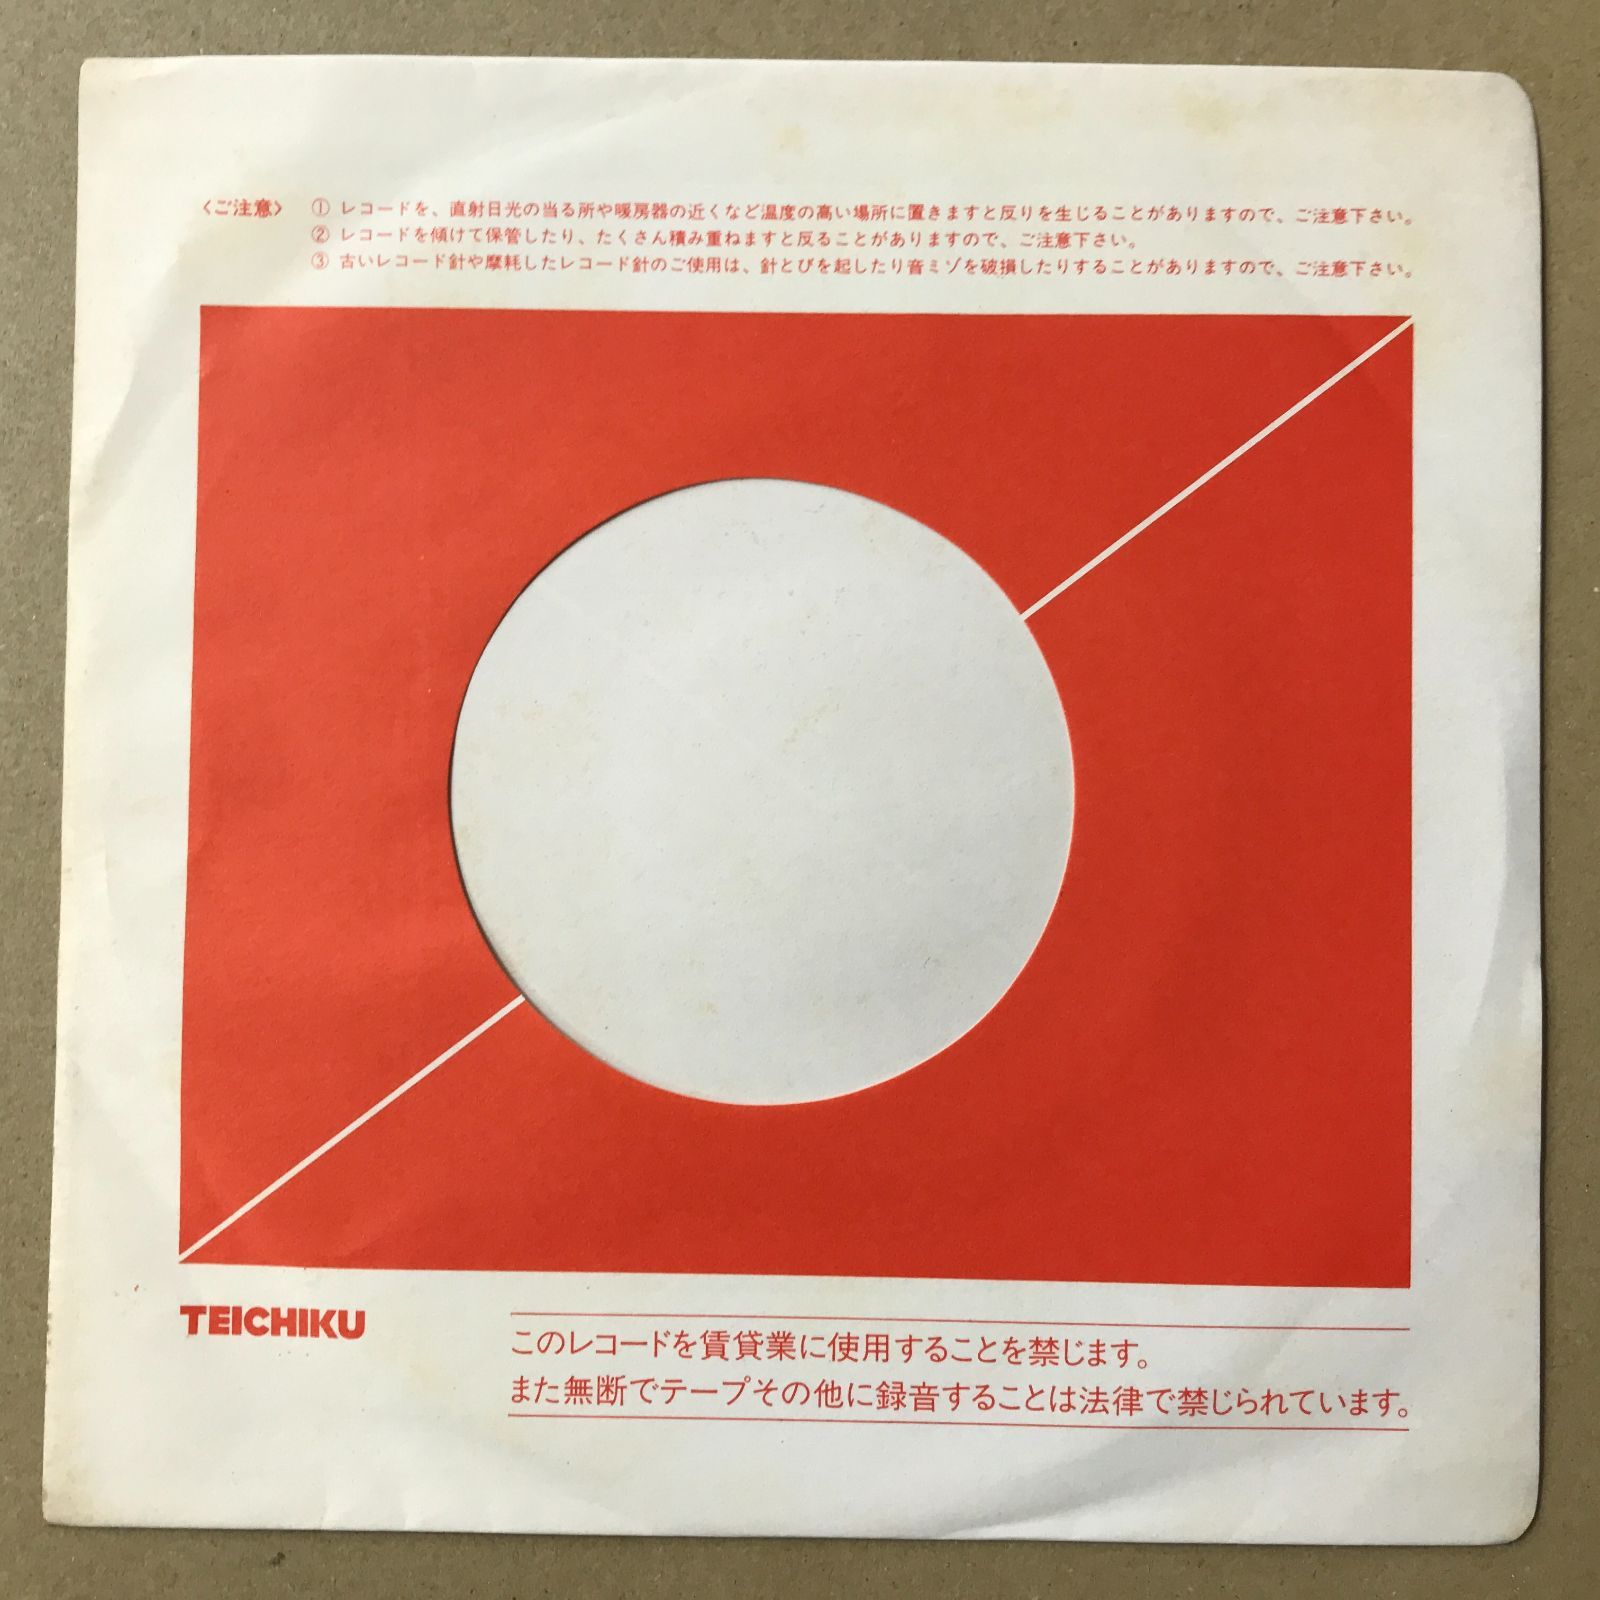 〈ご注意〉 ① レコードを、直射日光の当る所や暖房器の近くなど温度の高い場所に置きますと反りを生じることがありますので、ご注意下さい。
② レコードを傾けて保管したり、たくさん積み重ねますと反ることがありますので、ご注意下さい。
③ 古いレコード針や摩耗したレコード針のご使用は、針とびを起したり音ミゾを破損したりすることがありますので、ご注意下さい。
TEICHIKU
このレコードを賃貸業に使用することを禁じます。
また無断でテープその他に録音することは法律で禁じられています。